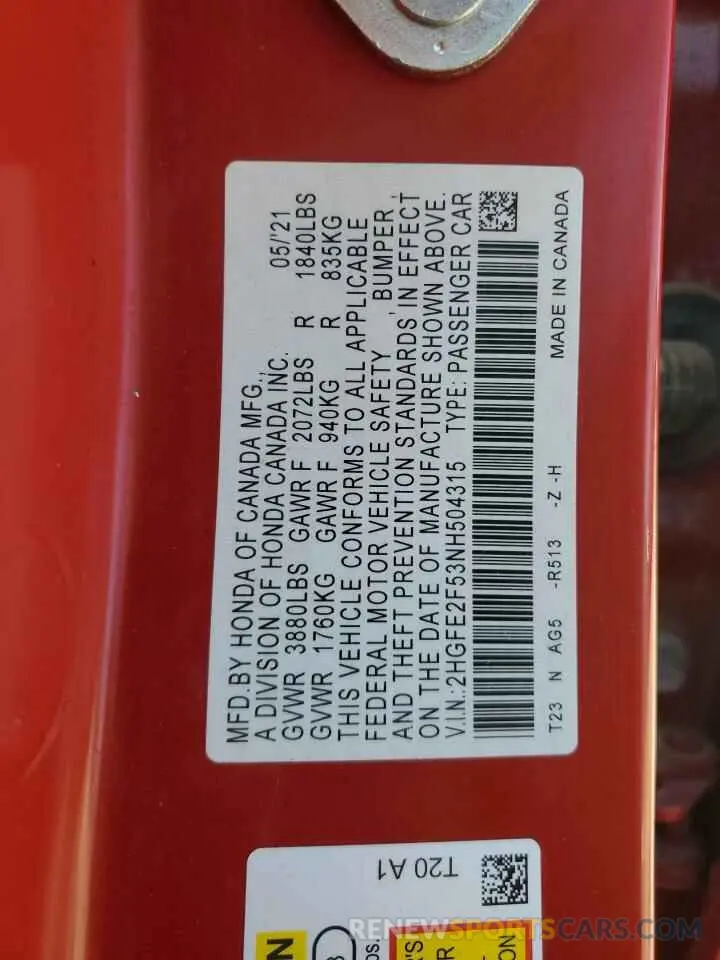 MFD.BY HONDA OF CANADA MFG.,
A DIVISION OF HONDA CANADA INC. 05/'21
GVWR 3880LBS GAWR F 2072LBS R 1840LBS
GVWR 1760KG GAWR F 940KG R 835KG
THIS VEHICLE CONFORMS TO ALL APPLICABLE
FEDERAL MOTOR VEHICLE SAFETY , BUMPER ,
AND THEFT PREVENTION STANDARDS IN EFFECT
ON THE DATE OF MANUFACTURE SHOWN ABOVE.
V.I.N.:2HGFE2F53NH504315 TYPE: PASSENGER CAR
T23 N AG5 -R513 -Z -H MADE IN CANADA
T20 A1
RENEWSPORTSCARS.COM